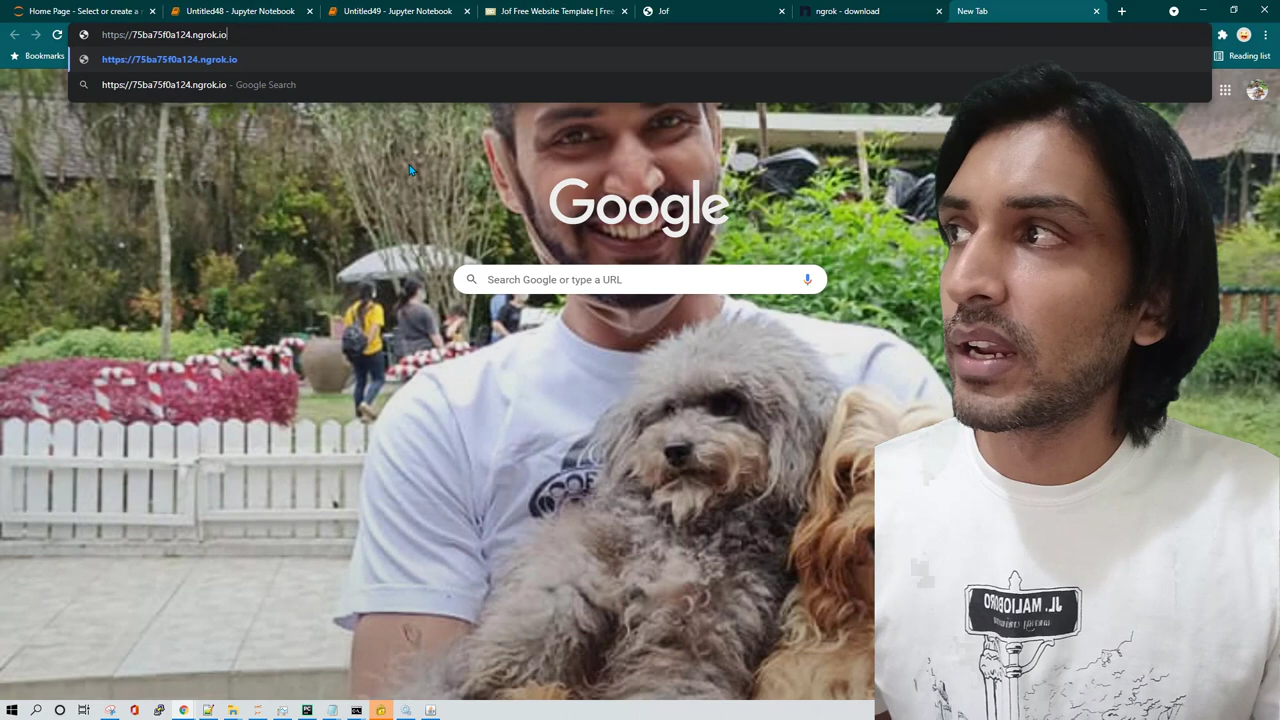 Home Page - Select or create a n
Untitled48 - Jupyter Notebook
Untitled49 - Jupyter Notebook
Jof Free Website Template | Free
Jof
ngrok - download
New Tab
https://75ba75f0a124.ngrok.io
Bookmarks
https://75ba75f0a124.ngrok.io
Reading list
https://75ba75f0a124.ngrok.io - Google Search
Google
Search Google or type a URL
JL. MALIOBORO